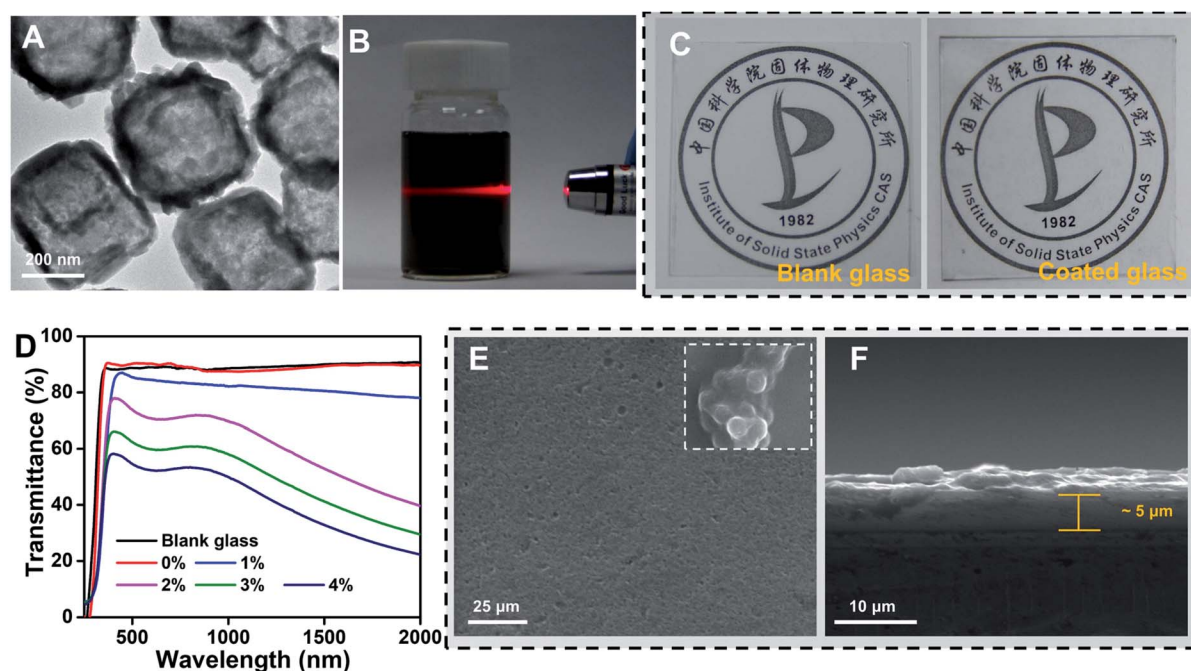 A
200 nm
B
C
中国科学院固体物理研究所
1982
Institute of Solid State Physics CAS
Blank glass
中国科学院固体物理研究所
1982
Institute of Solid State Physics CAS
Coated glass
D
Transmittance (%)
100
80
60
40
20
0
Blank glass
0% 1%
2% 3% 4%
500 1000 1500 2000
Wavelength (nm)
E
25 µm
F
~ 5 µm
10 µm